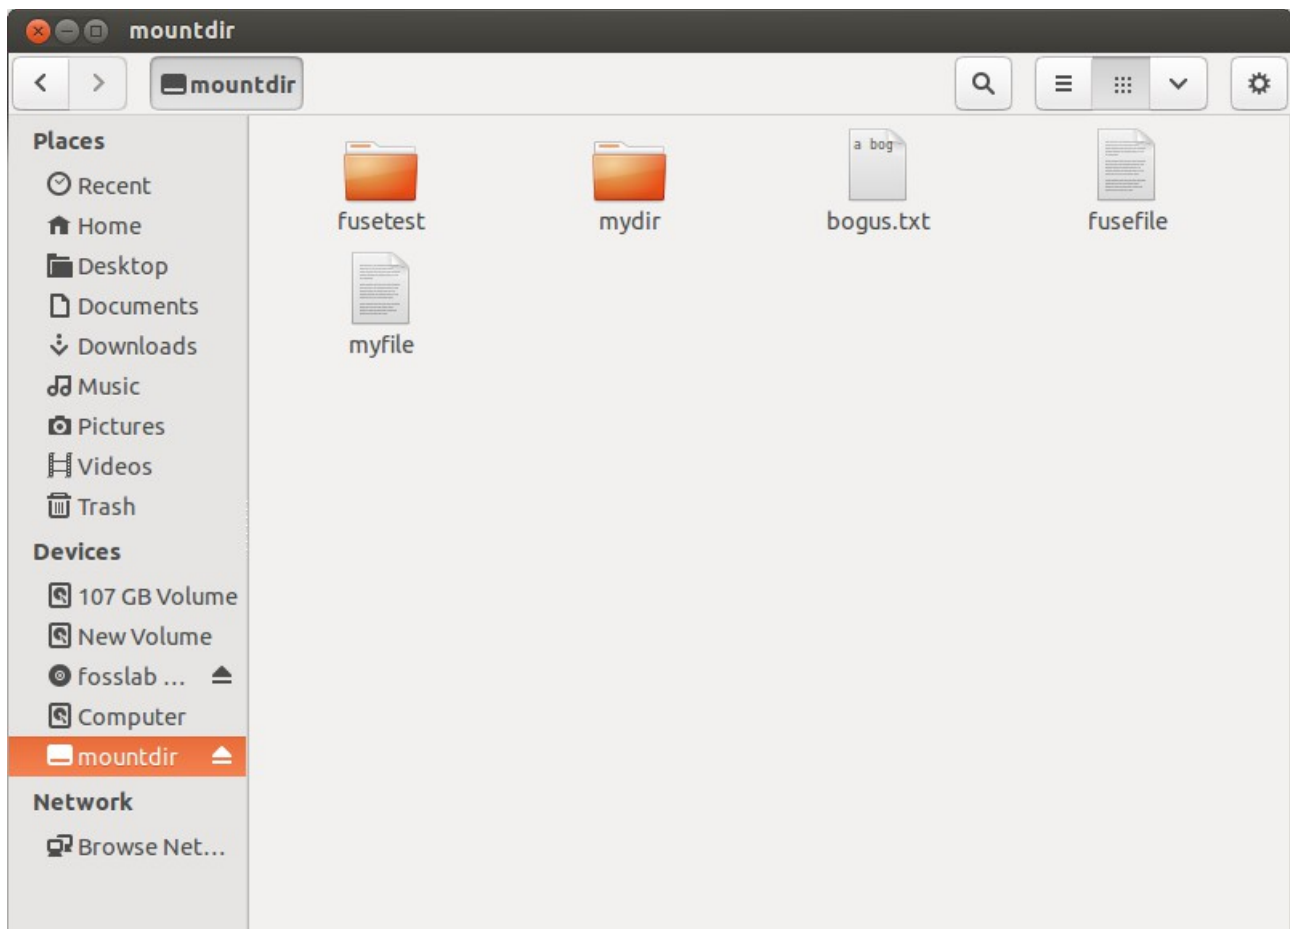 mountdir
mountdir
Places
Recent
Home
Desktop
Documents
Downloads
Music
Pictures
Videos
Trash
Devices
107 GB Volume
New Volume
fosslab ...
Computer
mountdir
Network
Browse Net...
a bog
fusetest
mydir
bogus.txt
fusefile
myfile